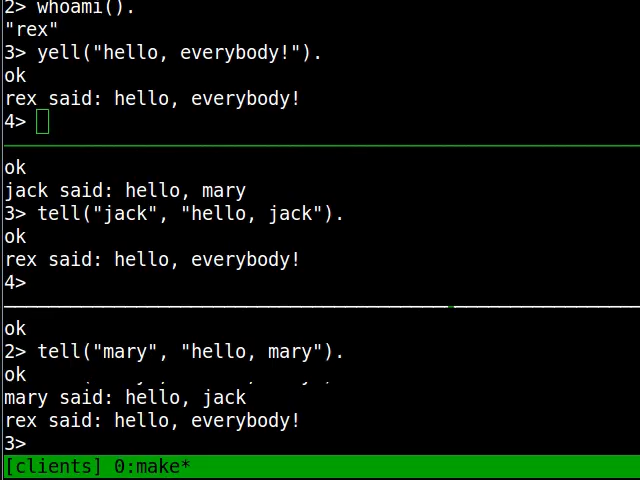 2> whoami().
"rex"
3> yell("hello, everybody!").
ok
rex said: hello, everybody!
4>
ok
jack said: hello, mary
3> tell("jack", "hello, jack").
ok
rex said: hello, everybody!
4>
ok
2> tell("mary", "hello, mary").
ok
mary said: hello, jack
rex said: hello, everybody!
3>
[clients] 0:make*